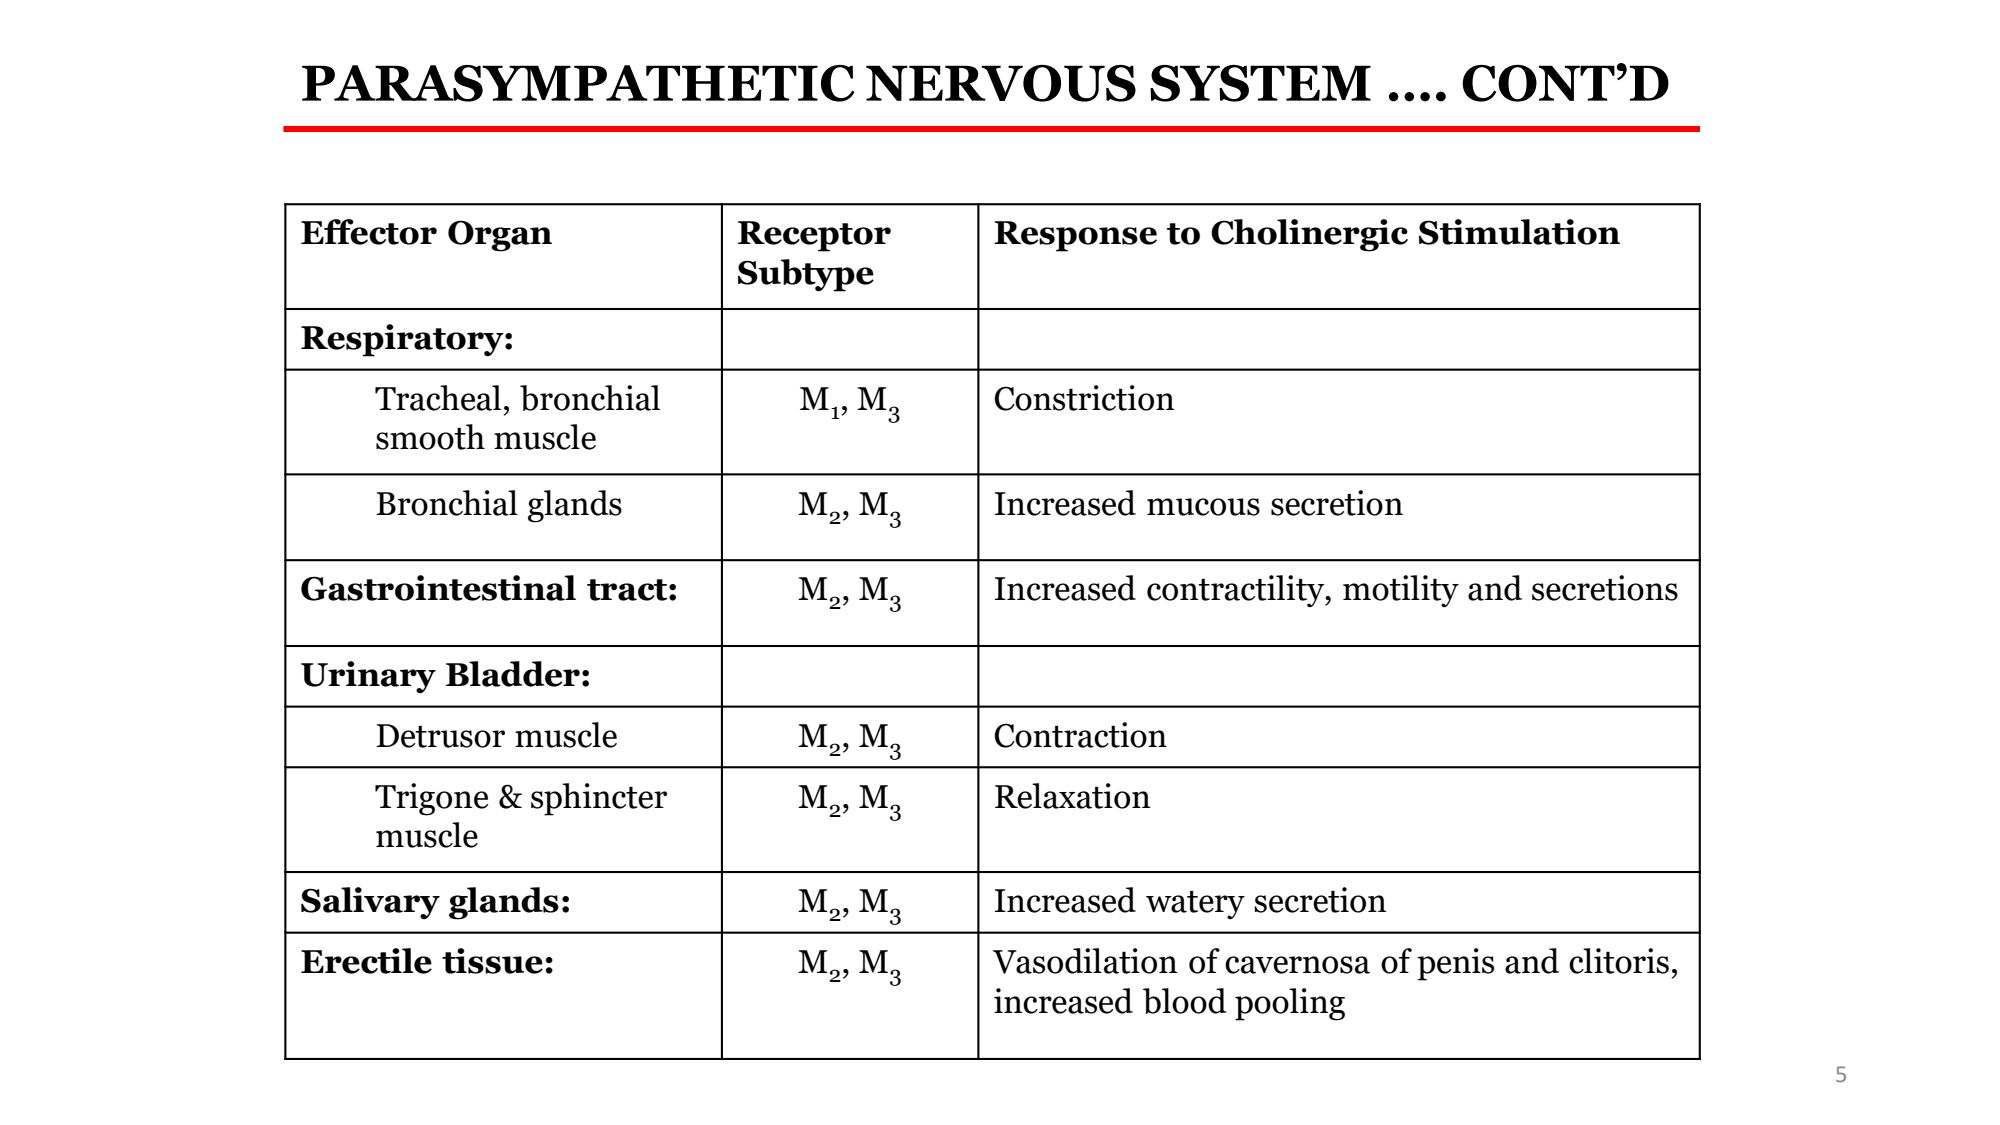 PARASYMPATHETIC NERVOUS SYSTEM .... CONT’D
Effector Organ
Receptor
Subtype
Response to Cholinergic Stimulation
Respiratory:
Tracheal, bronchial
smooth muscle
M₁, M₃
Constriction
Bronchial glands
M₂, M₃
Increased mucous secretion
Gastrointestinal tract:
M₂, M₃
Increased contractility, motility and secretions
Urinary Bladder:
Detrusor muscle
M₂, M₃
Contraction
Trigone & sphincter
muscle
M₂, M₃
Relaxation
Salivary glands:
M₂, M₃
Increased watery secretion
Erectile tissue:
M₂, M₃
Vasodilation of cavernosa of penis and clitoris,
increased blood pooling
5